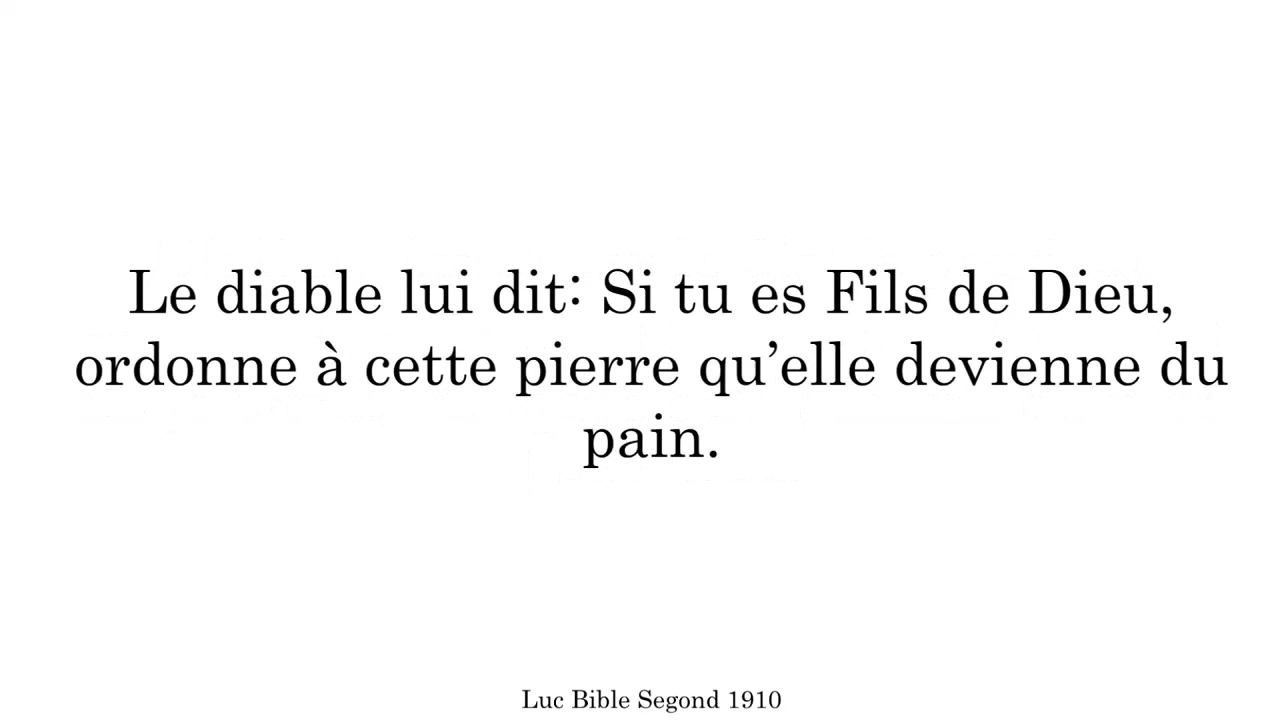 Le diable lui dit: Si tu es Fils de Dieu,
ordonne à cette pierre qu’elle devienne du
pain.
Luc Bible Segond 1910